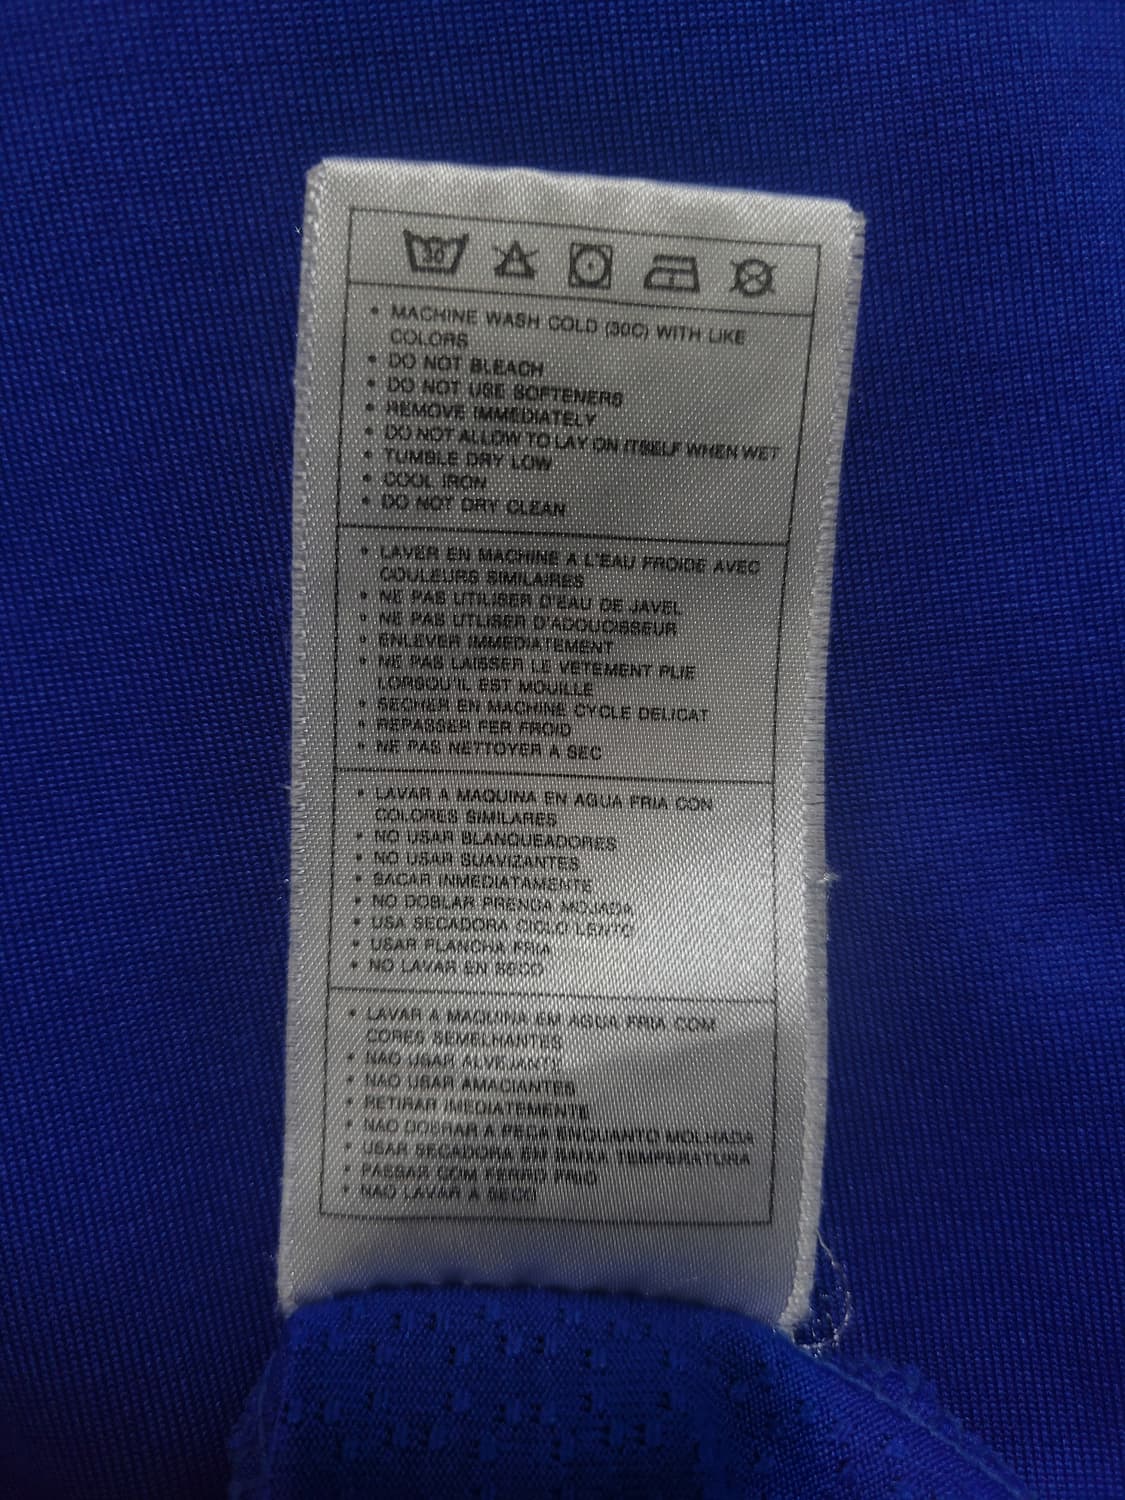 30
• MACHINE WASH COLD (30C) WITH LIKE
COLORS
• DO NOT BLEACH
• DO NOT USE SOFTENERS
• REMOVE IMMEDIATELY
• DO NOT ALLOW TO LAY ON ITSELF WHEN WET
• TUMBLE DRY LOW
• COOL IRON
• DO NOT DRY CLEAN
• LAVER EN MACHINE A L'EAU FROIDE AVEC
COULEURS SIMILAIRES
• NE PAS UTILISER D'EAU DE JAVEL
• NE PAS UTLISER D'ADOUCISSEUR
• ENLEVER IMMEDIATEMENT
• NE PAS LAISSER LE VETEMENT PLIE
LORSQU'IL EST MOUILLE
• SECHER EN MACHINE CYCLE DELICAT
• REPASSER FER FROID
• NE PAS NETTOYER A SEC
• LAVAR A MAQUINA EN AGUA FRIA CON
COLORES SIMILARES
• NO USAR BLANQUEADORES
• NO USAR SUAVIZANTES
• SACAR INMEDIATAMENTE
• NO DOBLAR PRENDA MOJADA
• USA SECADORA CICLO LENTO
• USAR PLANCHA FRIA
• NO LAVAR EN SECO
• LAVAR A MAQUINA EM AGUA FRIA COM
CORES SEMELHANTES
• NAO USAR ALVEJANTE
• NAO USAR AMACIANTES
• RETIRAR IMEDIATEMENTE
• NAO DOBRAR A PECA ENQUANTO MOLHADA
• USAR SECADORA EM BAIXA TEMPERATURA
• PASSAR COM FERRO FRIO
• NAO LAVAR A SECO